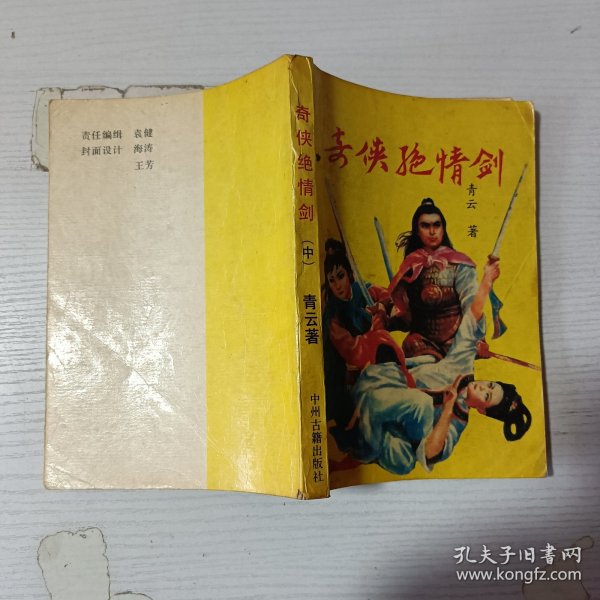 责任编缉 袁健
封面设计 海涛
王芳
奇侠绝情剑(中)
青云著
中州古籍出版社
奇侠绝情剑
青云 著
孔夫子旧书网
www.kongfz.com